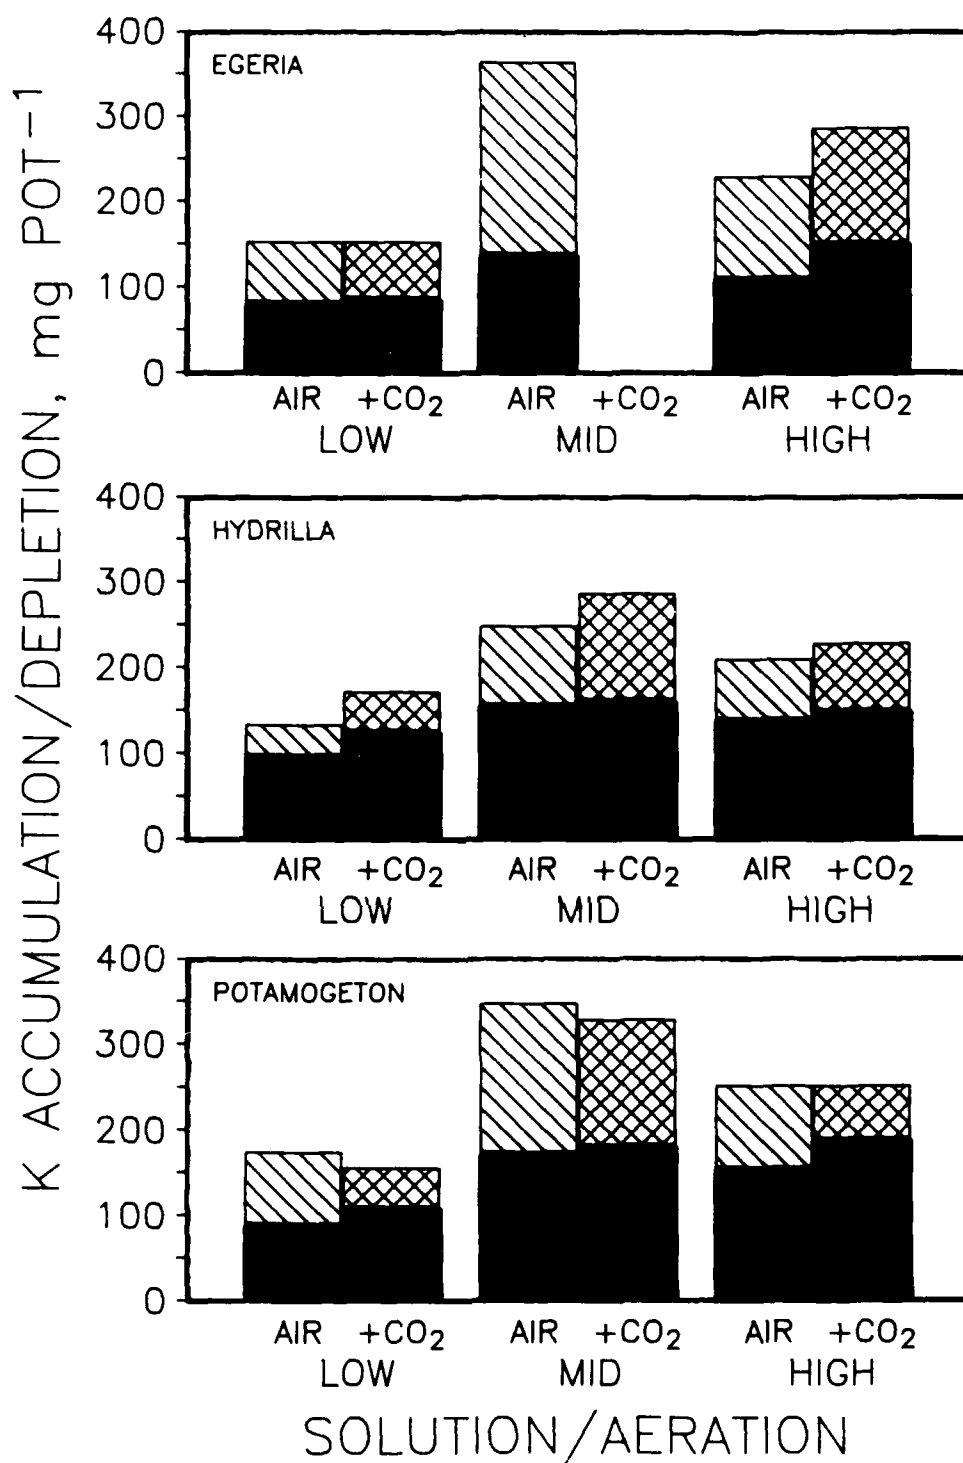 K ACCUMULATION/DEPLETION, mg POT⁻¹
400
EGERIA
300
200
100
0
AIR +CO₂ AIR +CO₂ AIR +CO₂
LOW MID HIGH
400
HYDRILLA
300
200
100
0
AIR +CO₂ AIR +CO₂ AIR +CO₂
LOW MID HIGH
400
POTAMOGETON
300
200
100
0
AIR +CO₂ AIR +CO₂ AIR +CO₂
LOW MID HIGH
SOLUTION/AERATION